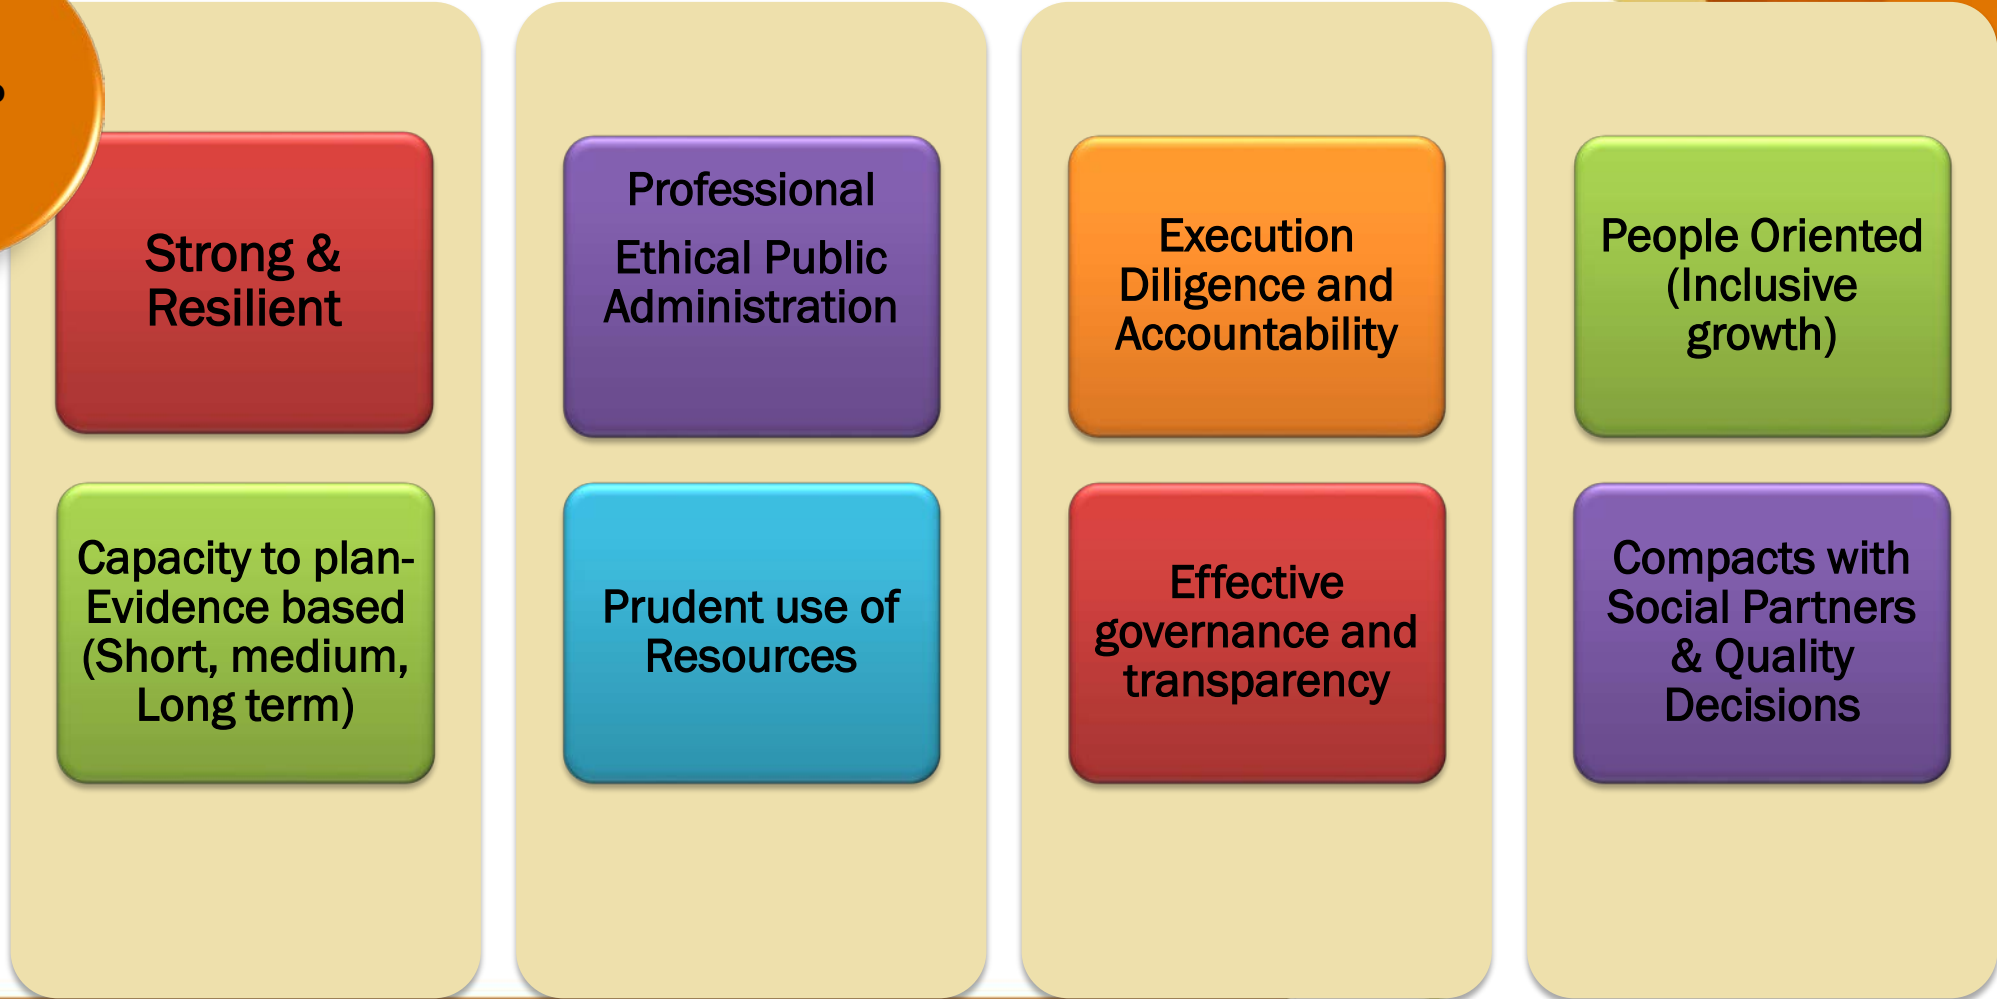 Strong &
Resilient
Capacity to plan-
Evidence based
(Short, medium,
Long term)
Professional
Ethical Public
Administration
Prudent use of
Resources
Execution
Diligence and
Accountability
Effective
governance and
transparency
People Oriented
(Inclusive
growth)
Compacts with
Social Partners
& Quality
Decisions